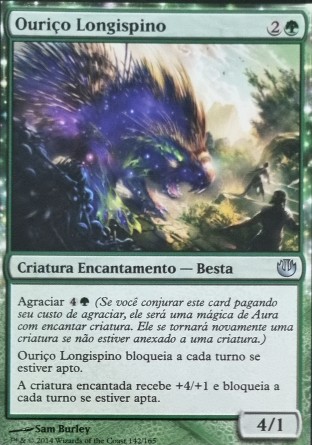 Ouriço Longispino 2
Criatura Encantamento — Besta
Agraciar 4 (Se você conjurar este card pagando
seu custo de agraciar, ele será uma mágica de Aura
com encantar criatura. Ele se tornará novamente uma
criatura se não estiver anexado a uma criatura.)
Ouriço Longispino bloqueia a cada turno se
estiver apto.
A criatura encantada recebe +4/+1 e bloqueia a
cada turno se estiver apta.
4/1
Sam Burley
™ & © 2014 Wizards of the Coast 142/165